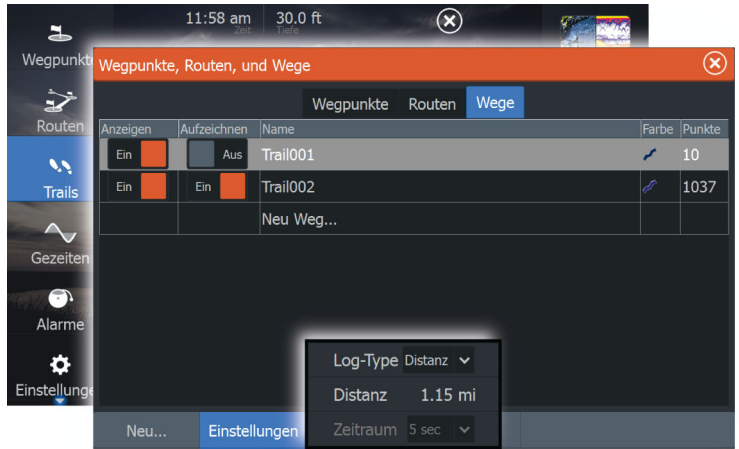 11:58 am
Zeit
30.0 ft
Tiefe
Wegpunkte
Routen
Trails
Gezeiten
Alarme
Wegpunkte, Routen, und Wege
Wegpunkte Routen Wege
Anzeigen Aufzeichnen Name Farbe Punkte
Ein Aus Trail001 10
Ein Ein Trail002 1037
Neu Weg...
Log-Type Distanz
Distanz 1.15 mi
Zeitraum 5 sec
Neu... Einstellungen